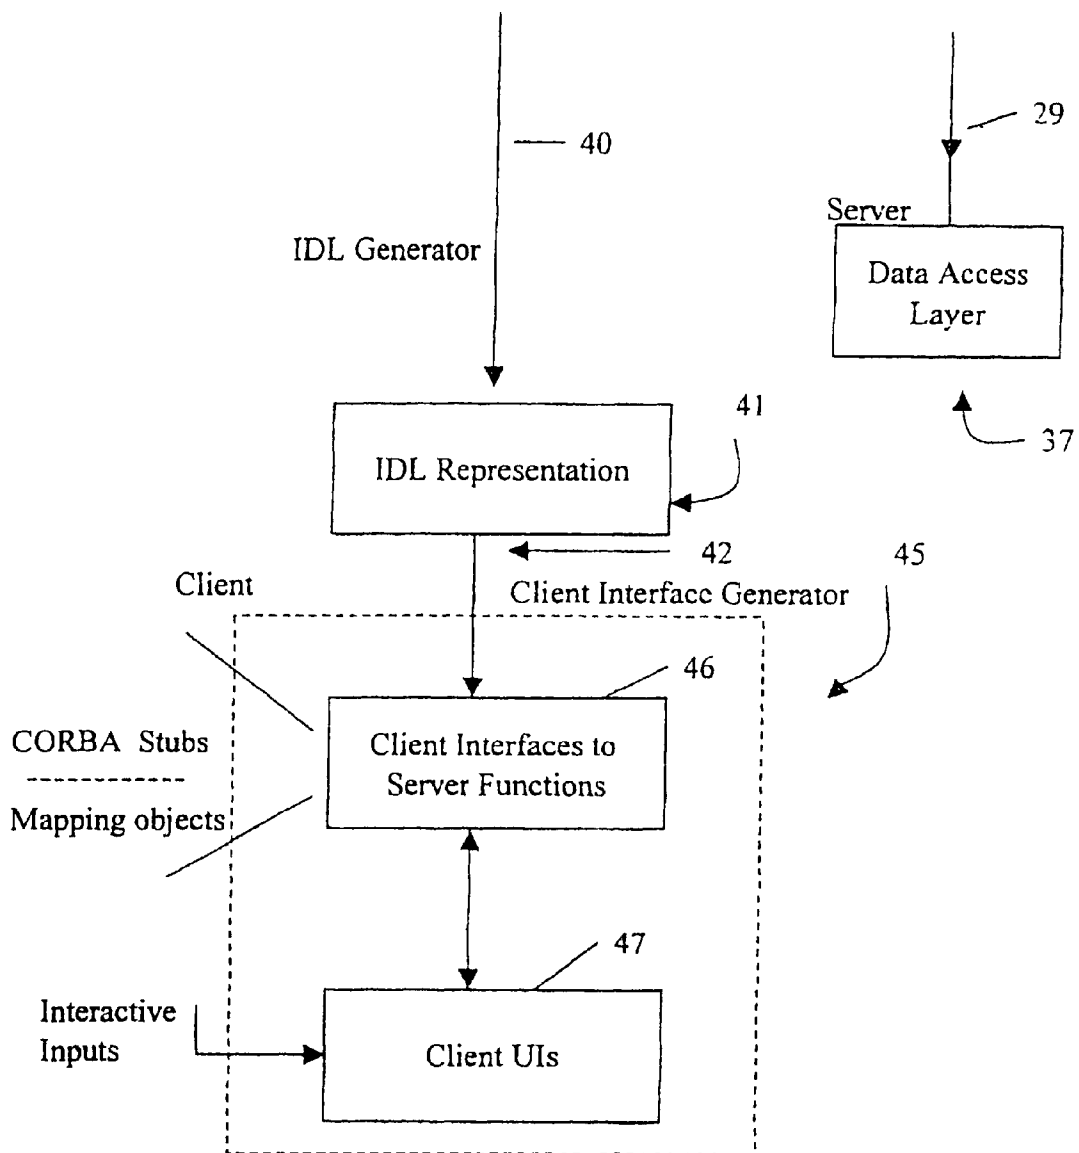 40
29
Server
IDL Generator
Data Access
Layer
41
37
IDL Representation
42
45
Client
Client Interface Generator
46
CORBA Stubs
Client Interfaces to
Server Functions
Mapping objects
47
Interactive
Inputs
Client UIs